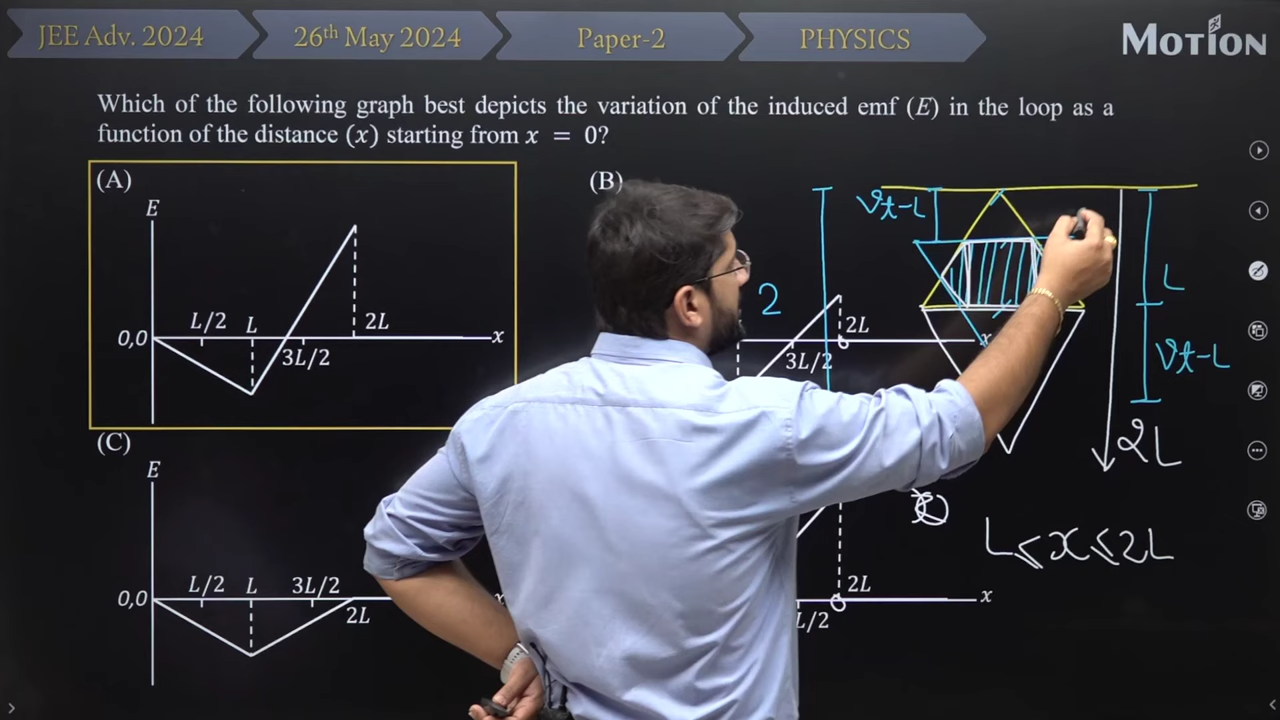 JEE Adv. 2024
26th May 2024
Paper-2
PHYSICS
MOTION
Which of the following graph best depicts the variation of the induced emf (E) in the loop as a
function of the distance (x) starting from x = 0?
(A)
E
0,0
L/2
L
3L/2
2L
x
(B)
2
2L
3L/2
x
vt-L
L
vt-L
2L
L≤x≤2L
(C)
E
0,0
L/2
L
3L/2
2L
2L
L/2
x